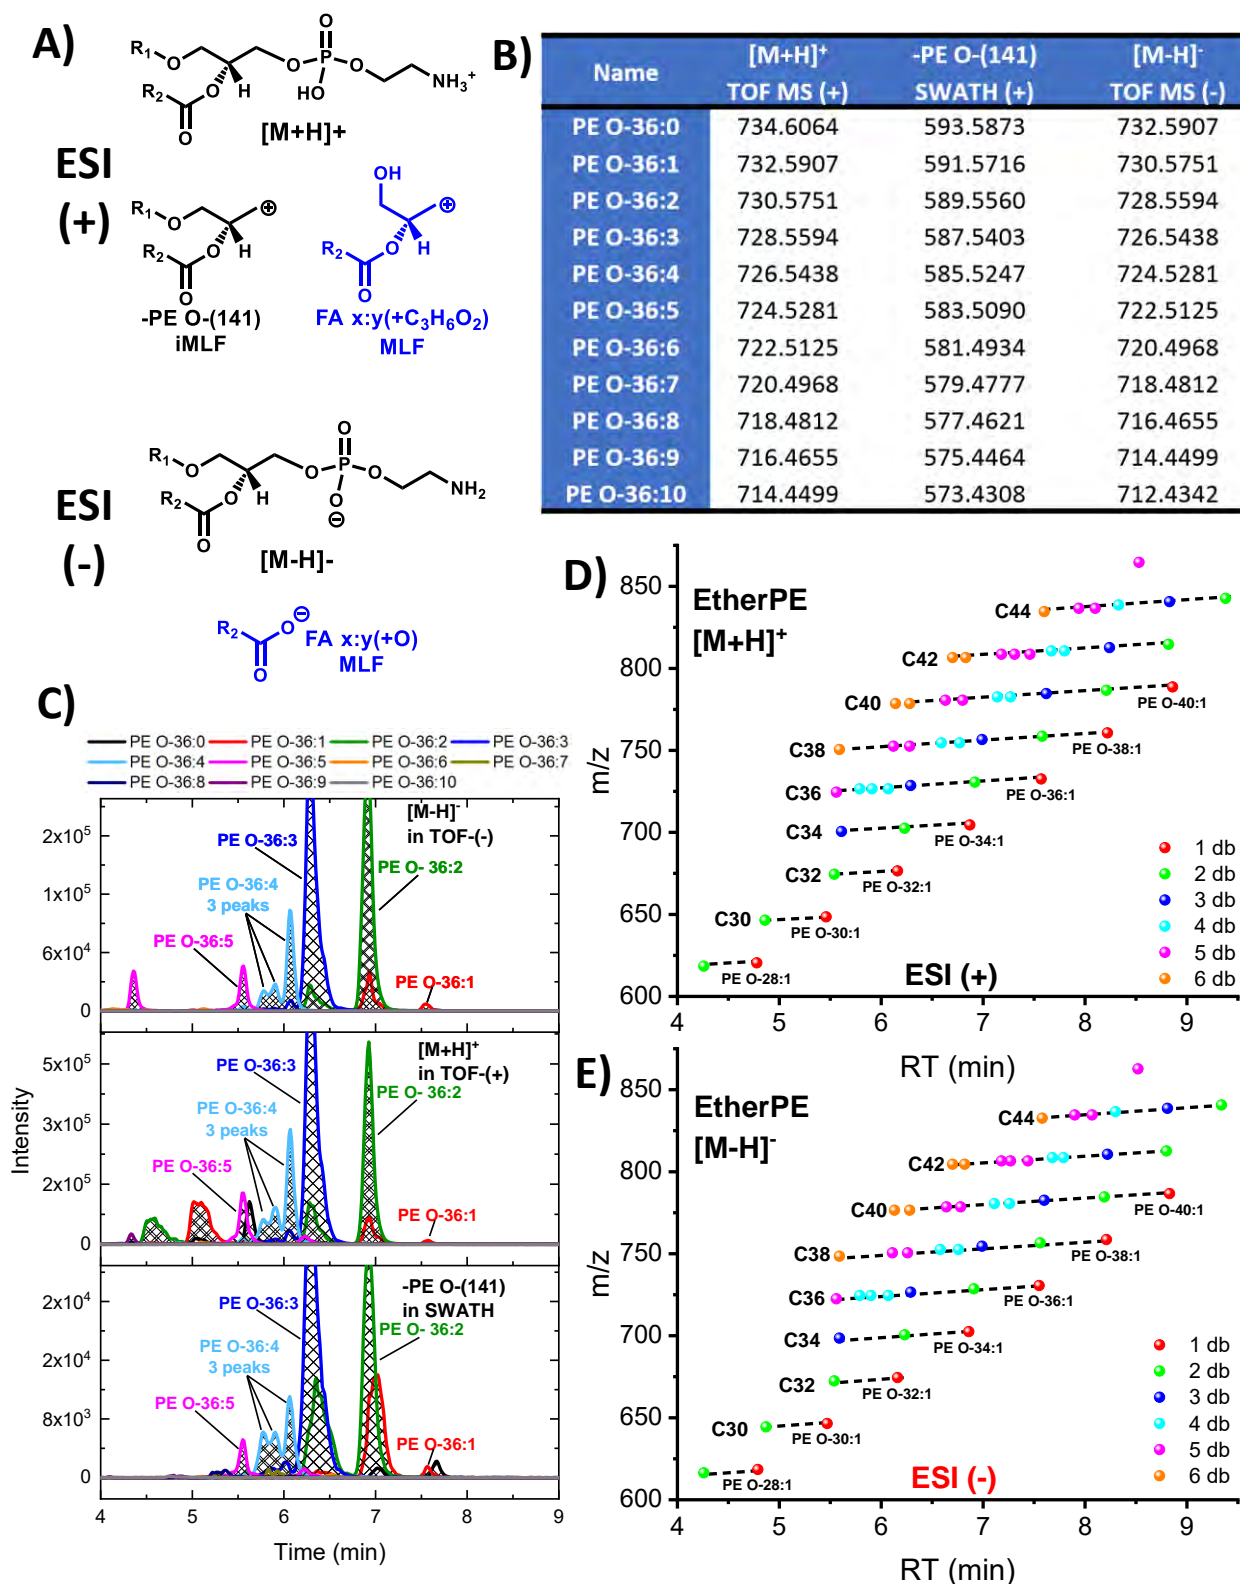 A)
R1
O
O
P
O
O
HO
NH3+
R2
O
H
O
[M+H]+
ESI
(+)
R1
O
⊕
R2
O
H
O
-PE O-(141)
iMLF
OH
⊕
R2
O
H
O
FA x:y(+C3H6O2)
MLF
O
R1
O
O
P
O
NH2
R2
O
H
O
⊖
O
[M-H]-
ESI
(-)
R2
O
⊖
O
FA x:y(+O)
MLF
B)
Name [M+H]+ TOF MS (+) -PE O-(141) SWATH (+) [M-H]- TOF MS (-)
PE O-36:0 734.6064 593.5873 732.5907
PE O-36:1 732.5907 591.5716 730.5751
PE O-36:2 730.5751 589.5560 728.5594
PE O-36:3 728.5594 587.5403 726.5438
PE O-36:4 726.5438 585.5247 724.5281
PE O-36:5 724.5281 583.5090 722.5125
PE O-36:6 722.5125 581.4934 720.4968
PE O-36:7 720.4968 579.4777 718.4812
PE O-36:8 718.4812 577.4621 716.4655
PE O-36:9 716.4655 575.4464 714.4499
PE O-36:10 714.4499 573.4308 712.4342
C)
PE O-36:0 PE O-36:1 PE O-36:2 PE O-36:3
PE O-36:4 PE O-36:5 PE O-36:6 PE O-36:7
PE O-36:8 PE O-36:9 PE O-36:10
[M-H]-
in TOF-(-)
PE O-36:3
PE O- 36:2
PE O-36:4
3 peaks
PE O-36:5
PE O-36:1
2x10^5
1x10^5
6x10^4
0
[M+H]+
in TOF-(+)
PE O-36:3
PE O- 36:2
PE O-36:4
3 peaks
PE O-36:5
PE O-36:1
5x10^5
3x10^5
2x10^5
0
-PE O-(141)
in SWATH
PE O-36:3
PE O- 36:2
PE O-36:4
3 peaks
PE O-36:5
PE O-36:1
2x10^4
2x10^4
8x10^3
0
Intensity
4 5 6 7 8 9
Time (min)
D)
EtherPE
[M+H]+
850
800
750
700
650
600
m/z
C44
C42
C40
C38
C36
C34
C32
C30
PE O-40:1
PE O-38:1
PE O-36:1
PE O-34:1
PE O-32:1
PE O-30:1
PE O-28:1
1 db
2 db
3 db
4 db
5 db
6 db
ESI (+)
4 5 6 7 8 9
RT (min)
E)
EtherPE
[M-H]-
850
800
750
700
650
600
m/z
C44
C42
C40
C38
C36
C34
C32
C30
PE O-40:1
PE O-38:1
PE O-36:1
PE O-34:1
PE O-32:1
PE O-30:1
PE O-28:1
1 db
2 db
3 db
4 db
5 db
6 db
ESI (-)
4 5 6 7 8 9
RT (min)